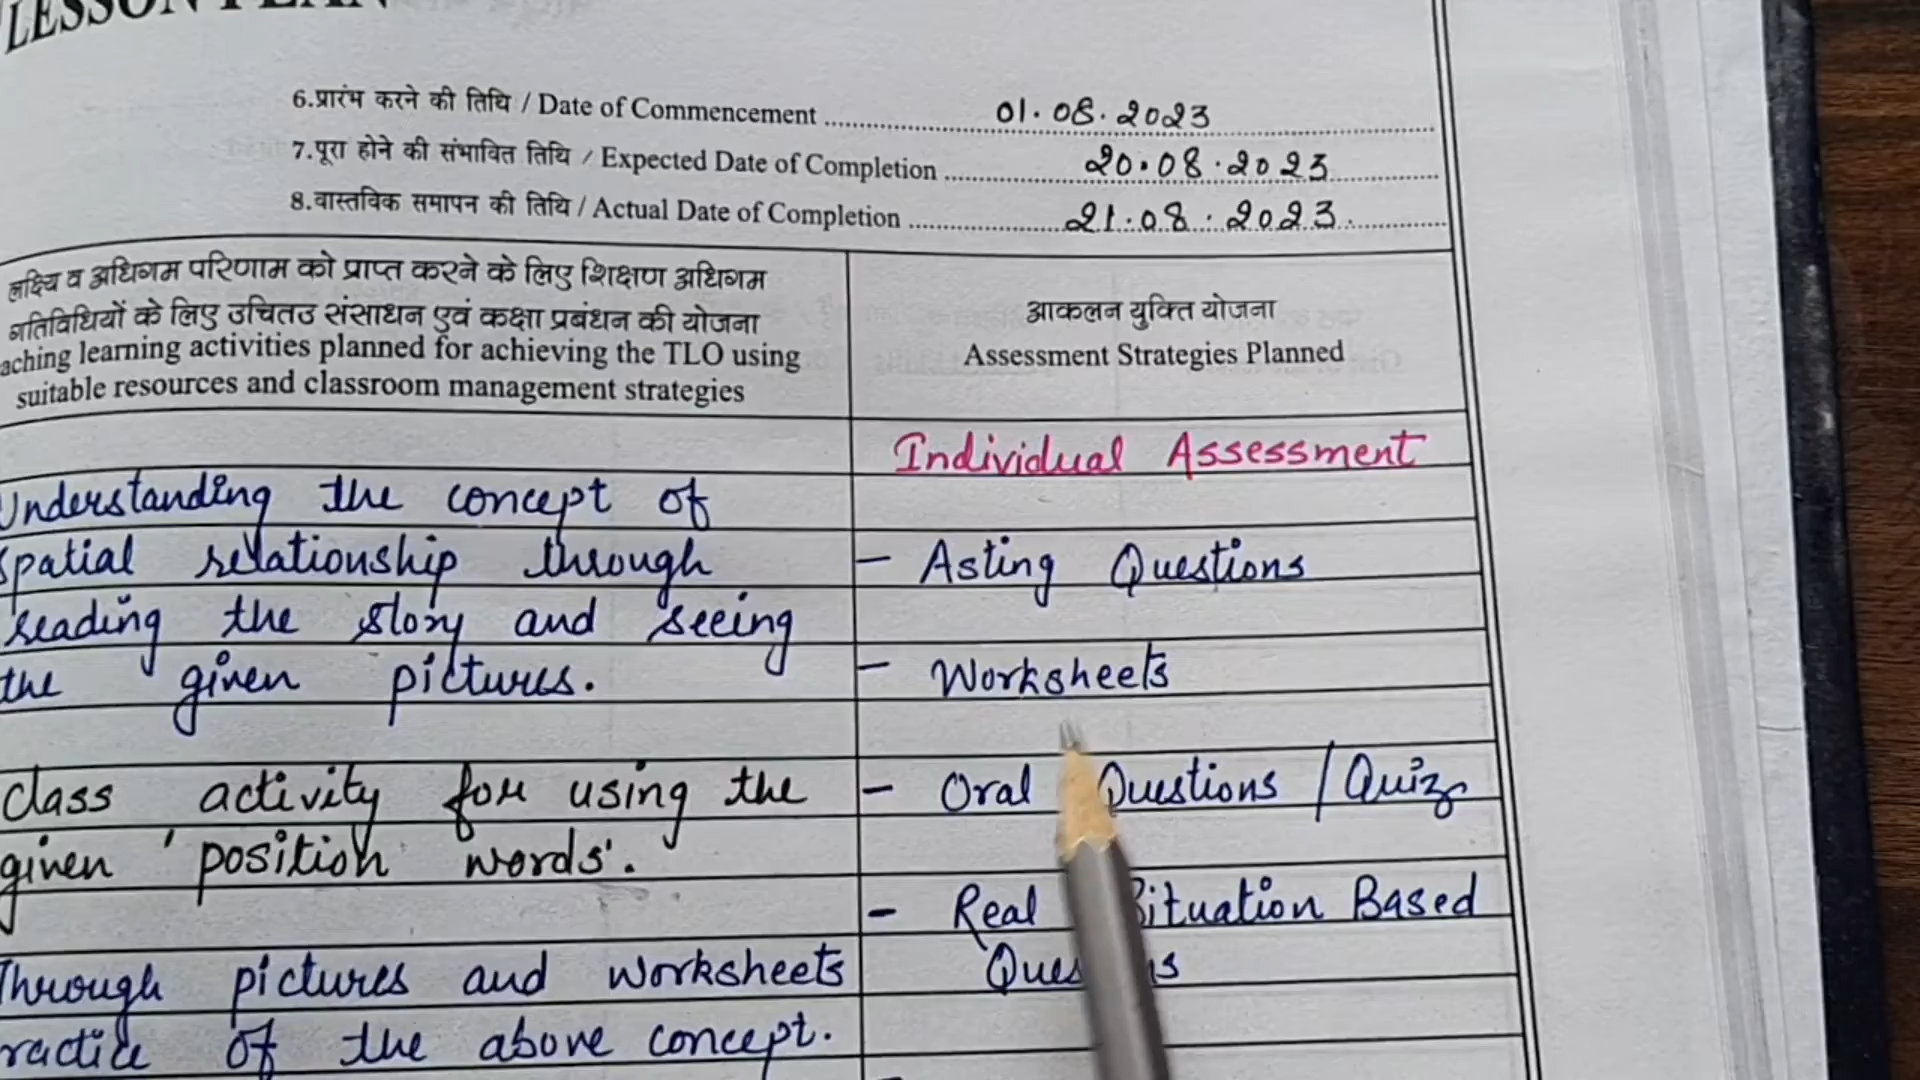 LESSON PLAN
6.प्रारंभ करने की तिथि / Date of Commencement 01.08.2023
7.पूरा होने की संभावित तिथि / Expected Date of Completion 20.08.2023
8.वास्तविक समापन की तिथि / Actual Date of Completion 21.08.2023.
लक्ष्यि व अधिगम परिणाम को प्राप्त करने के लिए शिक्षण अधिगम
गतिविधियों के लिए उचितउ संसाधन एवं कक्षा प्रबंधन की योजना
aching learning activities planned for achieving the TLO using
suitable resources and classroom management strategies
आकलन युक्ति योजना
Assessment Strategies Planned
Understanding the concept of
spatial relationship through
reading the story and seeing
the given pictures.
Class activity for using the
given 'position words'.
Through pictures and worksheets
ractice of the above concept.
Individual Assessment
- Asting Questions
- Worksheets
- Oral Questions / Quiz
- Real Situation Based